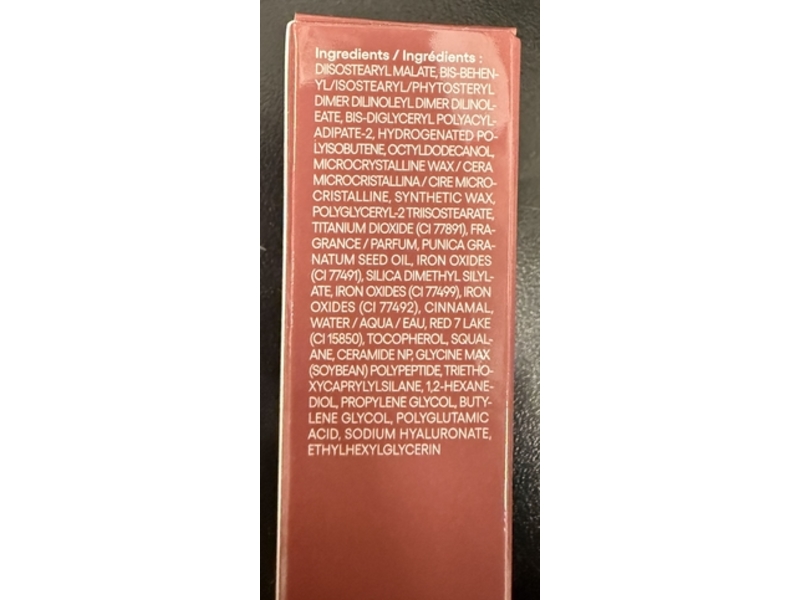 Ingredients / Ingrédients :
DIISOSTEARYL MALATE, BIS-BEHEN-
YL/ISOSTEARYL/PHYTOSTERYL
DIMER DILINOLEYL DIMER DILINOL-
EATE, BIS-DIGLYCERYL POLYACYL-
ADIPATE-2, HYDROGENATED PO-
LYISOBUTENE, OCTYLDODECANOL,
MICROCRYSTALLINE WAX / CERA
MICROCRISTALLINA / CIRE MICRO-
CRISTALLINE, SYNTHETIC WAX,
POLYGLYCERYL-2 TRIISOSTEARATE,
TITANIUM DIOXIDE (CI 77891), FRA-
GRANCE / PARFUM, PUNICA GRA-
NATUM SEED OIL, IRON OXIDES
(CI 77491), SILICA DIMETHYL SILYL-
ATE, IRON OXIDES (CI 77499), IRON
OXIDES (CI 77492), CINNAMAL,
WATER / AQUA / EAU, RED 7 LAKE
(CI 15850), TOCOPHEROL, SQUAL-
ANE, CERAMIDE NP, GLYCINE MAX
(SOYBEAN) POLYPEPTIDE, TRIETHO-
XYCAPRYLYLSILANE, 1,2-HEXANE-
DIOL, PROPYLENE GLYCOL, BUTY-
LENE GLYCOL, POLYGLUTAMIC
ACID, SODIUM HYALURONATE,
ETHYLHEXYLGLYCERIN